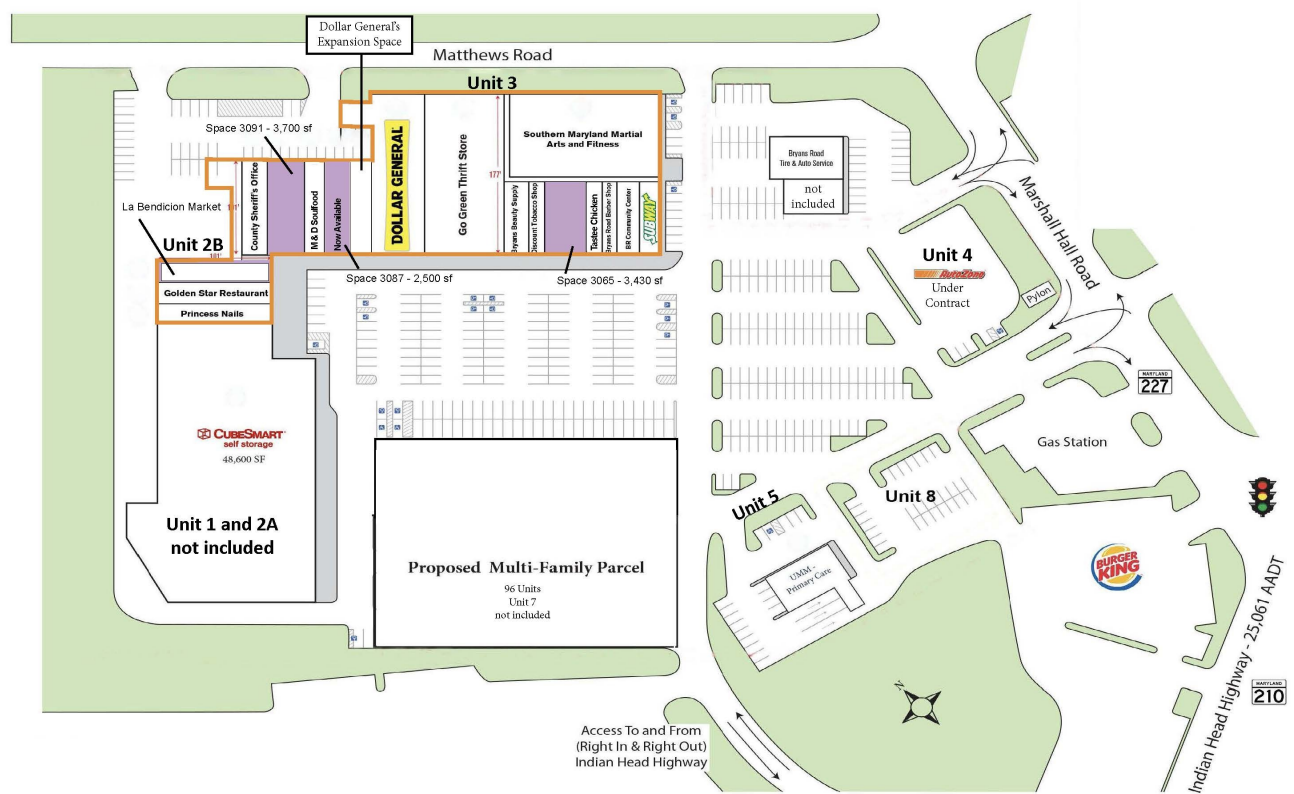 Dollar General's
Expansion Space
Matthews Road
Unit 3
Space 3091 - 3,700 sf
County Sheriff's Office
M & D Soulfood
Now Available
DOLLAR GENERAL
Go Green Thrift Store
177'
Southern Maryland Martial
Arts and Fitness
Bryans Beauty Supply
Discount Tobacco Shop
Tastee Chicken
Bryans Road Barber Shop
BR Community Center
SUBWAY
Bryans Road
Tire & Auto Service
not
included
La Bendicion Market
Unit 2B
181'
Golden Star Restaurant
Princess Nails
Space 3087 - 2,500 sf
Space 3065 - 3,430 sf
Marshall Hall Road
Unit 4
AutoZone
Under
Contract
Pylon
MARYLAND
227
CUBESMART
self storage
48,600 SF
Unit 1 and 2A
not included
Gas Station
Unit 5
Unit 8
Proposed Multi-Family Parcel
96 Units
Unit 7
not included
UMM -
Primary Care
BURGER
KING
Indian Head Highway - 25,061 AADT
MARYLAND
210
N
Access To and From
(Right In & Right Out)
Indian Head Highway